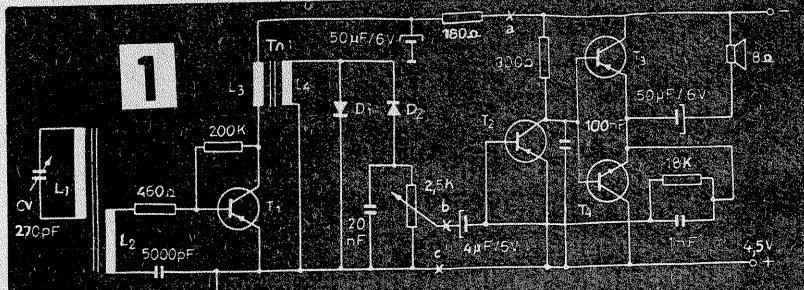 1
50µF/6V
180Ω
a
−
Tr1
L3
L4
D1
D2
300Ω
T3
8Ω
50µF/6V
T2
100nF
200K
L1
CV
270pF
460Ω
T1
2,5K
b
18K
T4
L2
5000pF
20
nF
4µF/5V
1nF
c
4,5V
+